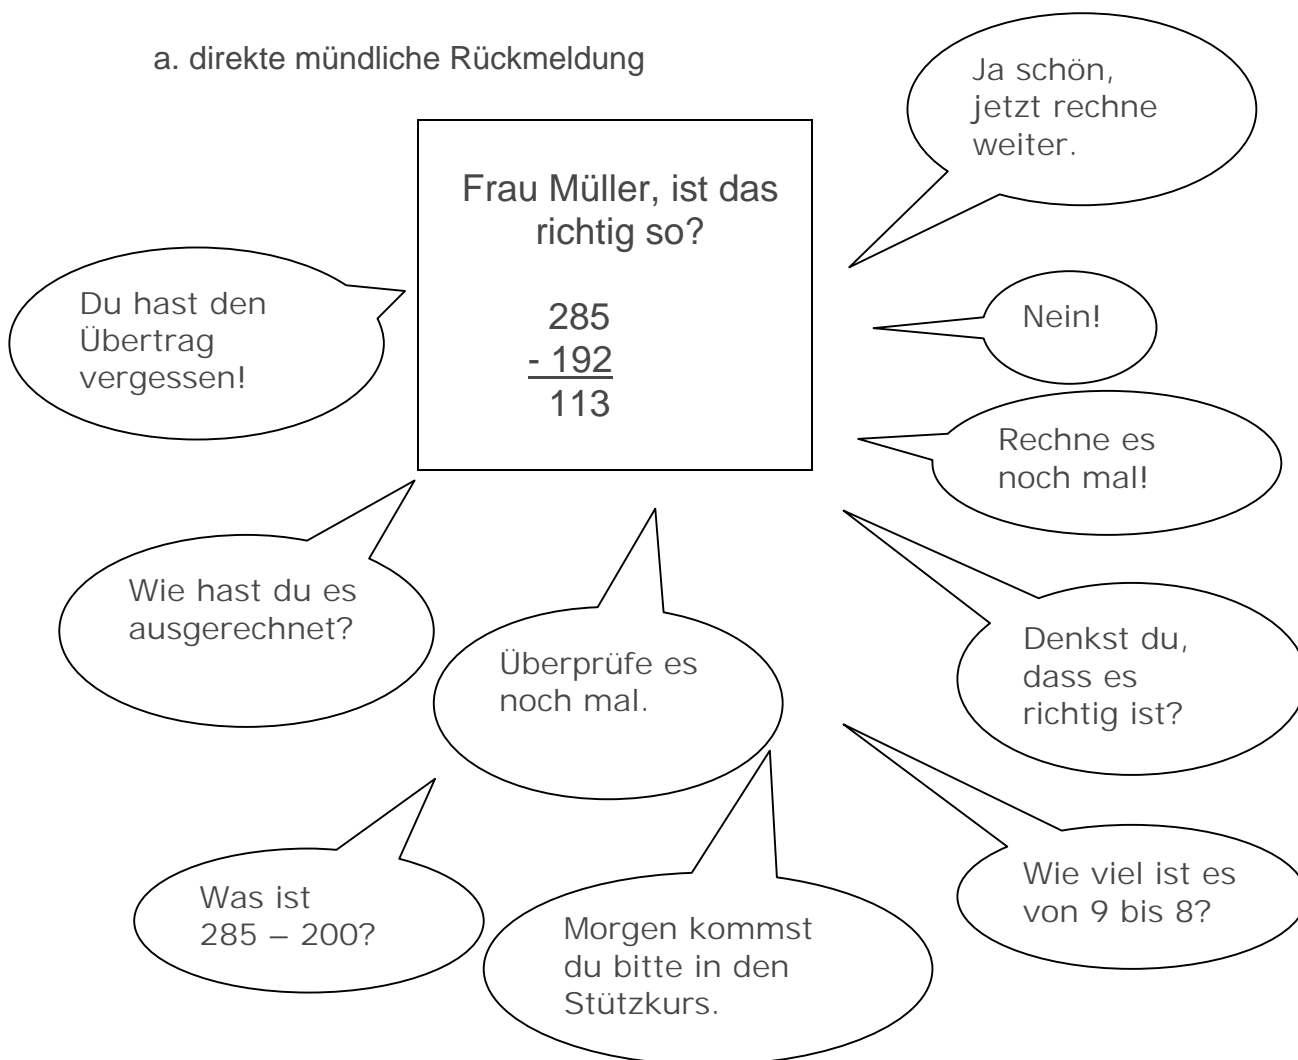 a. direkte mündliche Rückmeldung
Ja schön,
jetzt rechne
weiter.
Frau Müller, ist das
richtig so?
285
- 192
113
Du hast den
Übertrag
vergessen!
Nein!
Rechne es
noch mal!
Wie hast du es
ausgerechnet?
Überprüfe es
noch mal.
Denkst du,
dass es
richtig ist?
Was ist
285 – 200?
Morgen kommst
du bitte in den
Stützkurs.
Wie viel ist es
von 9 bis 8?